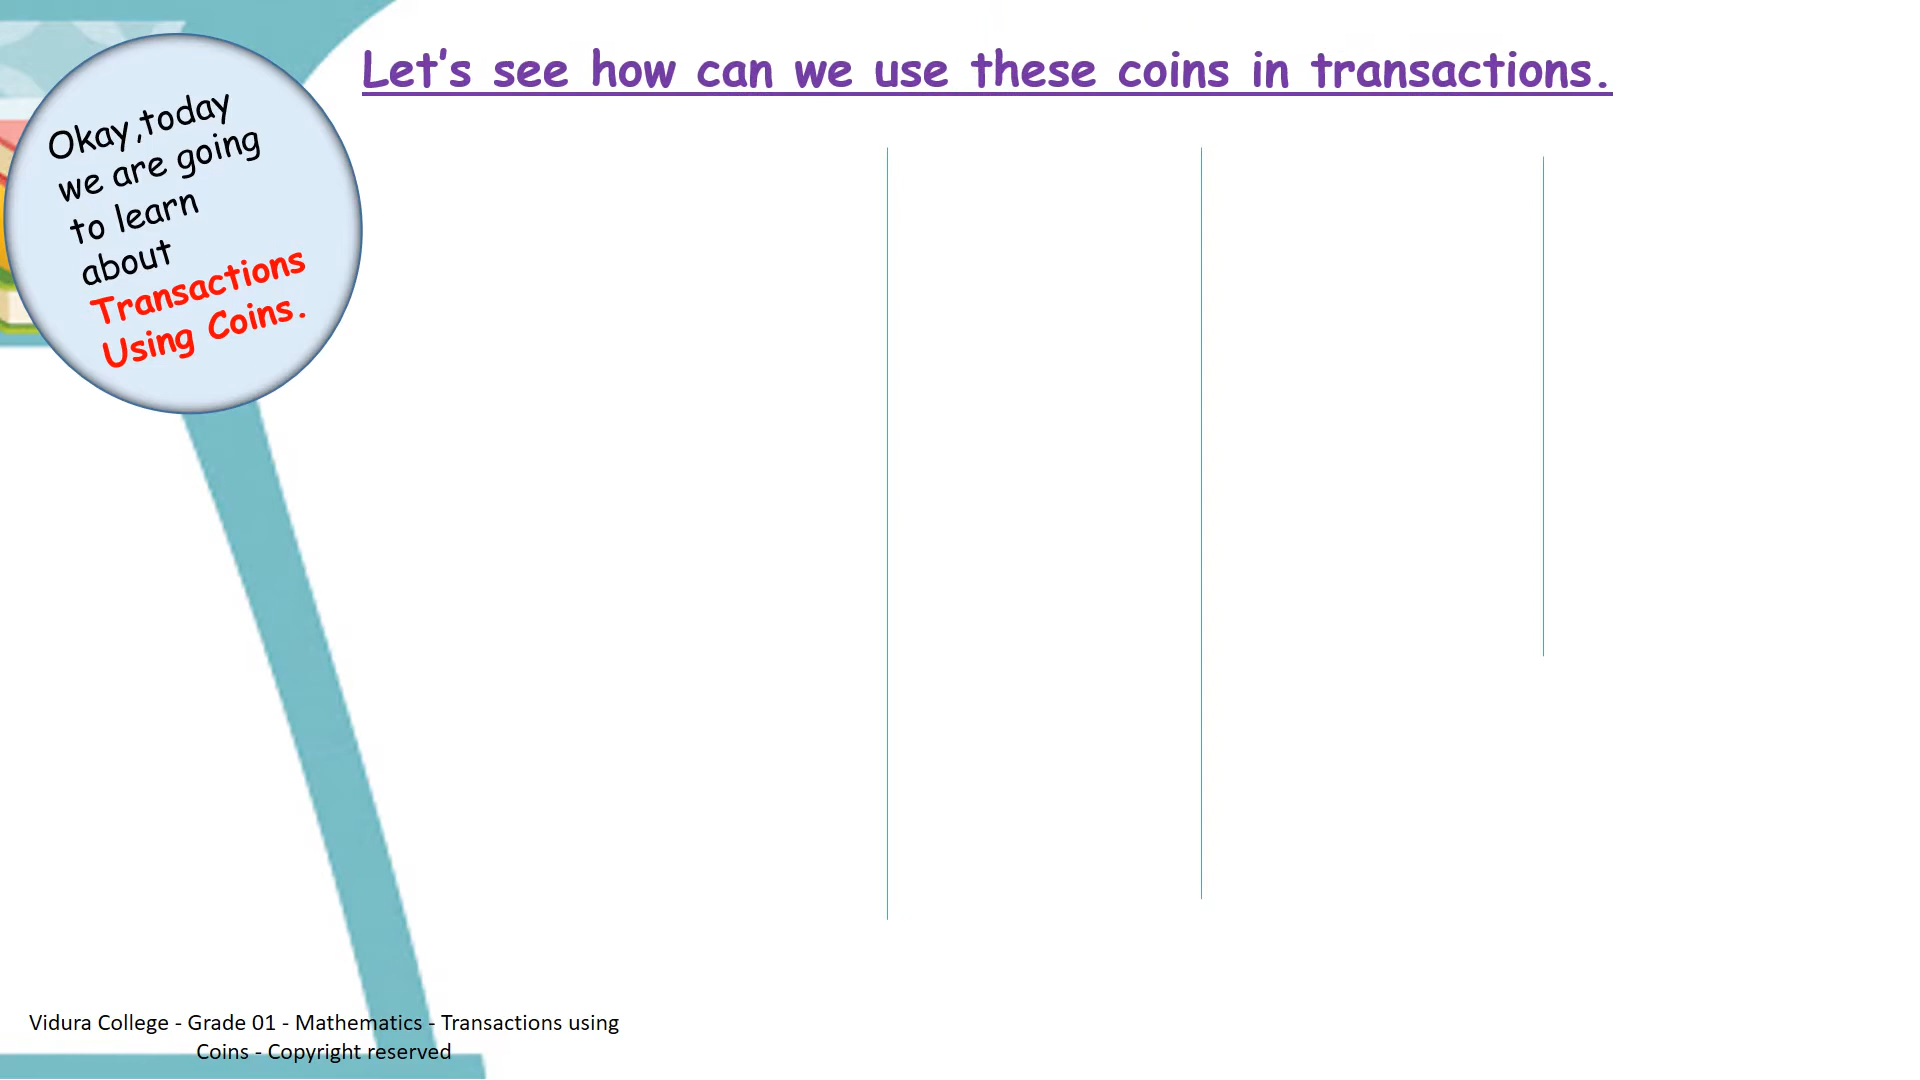 Let's see how can we use these coins in transactions.
Okay,today
we are going
to learn
about
Transactions
Using Coins.
Vidura College - Grade 01 - Mathematics - Transactions using
Coins - Copyright reserved